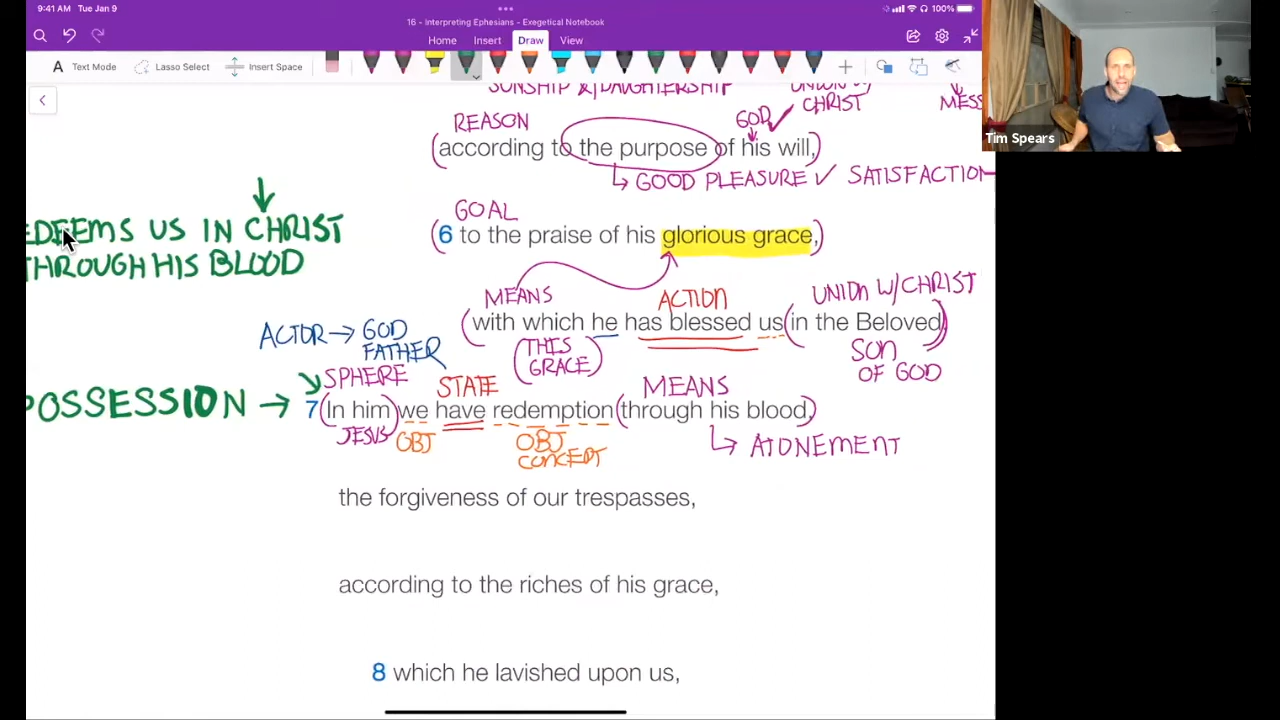 9:41 AM Tue Jan 9
100%
16 - Interpreting Ephesians - Exegetical Notebook
Home Insert Draw View
A Text Mode Lasso Select Insert Space
SONSHIP &/DAUGHTERSHIP
UNION W/
CHRIST
MESS
REASON
GOD
(according to the purpose of his will,)
↳ GOOD PLEASURE ✓ SATISFACTION
GOAL
(6 to the praise of his glorious grace,)
EDEEMS US IN CHRIST
THROUGH HIS BLOOD
MEANS ACTION UNION W/CHRIST
(with which he has blessed us (in the Beloved))
ACTOR → GOD
FATHER
(THIS
GRACE)
SON
OF GOD
SPHERE STATE MEANS
POSSESSION → 7 (In him) we have redemption (through his blood,)
JESUS OBJ OBJ
CONCEPT
↳ ATONEMENT
the forgiveness of our trespasses,
according to the riches of his grace,
8 which he lavished upon us,
Tim Spears